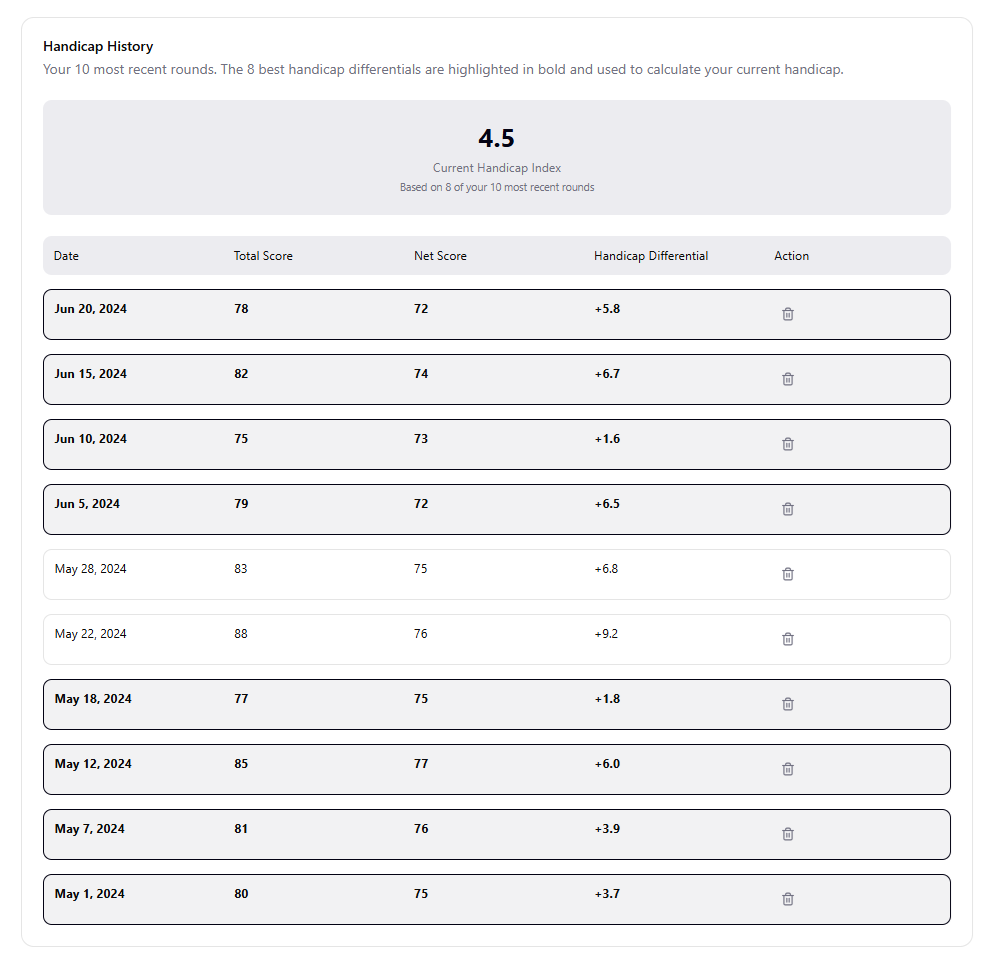 Handicap History
Your 10 most recent rounds. The 8 best handicap differentials are highlighted in bold and used to calculate your current handicap.
4.5
Current Handicap Index
Based on 8 of your 10 most recent rounds
Date Total Score Net Score Handicap Differential Action
Jun 20, 2024 78 72 +5.8
Jun 15, 2024 82 74 +6.7
Jun 10, 2024 75 73 +1.6
Jun 5, 2024 79 72 +6.5
May 28, 2024 83 75 +6.8
May 22, 2024 88 76 +9.2
May 18, 2024 77 75 +1.8
May 12, 2024 85 77 +6.0
May 7, 2024 81 76 +3.9
May 1, 2024 80 75 +3.7